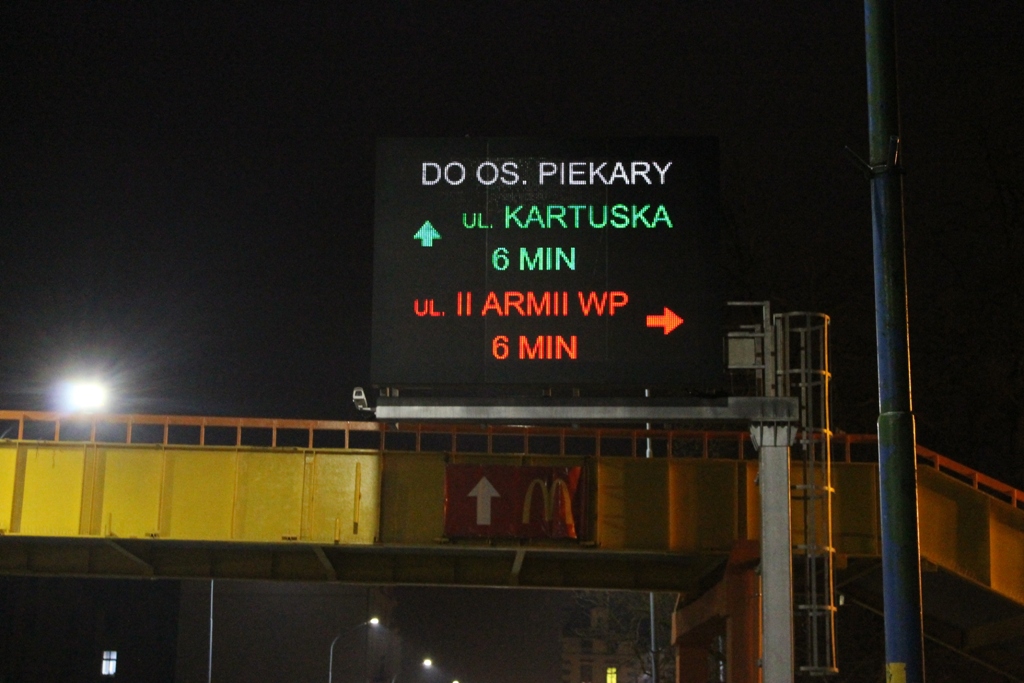 DO OS. PIEKARY
UL. KARTUSKA
6 MIN
UL. II ARMII WP
6 MIN